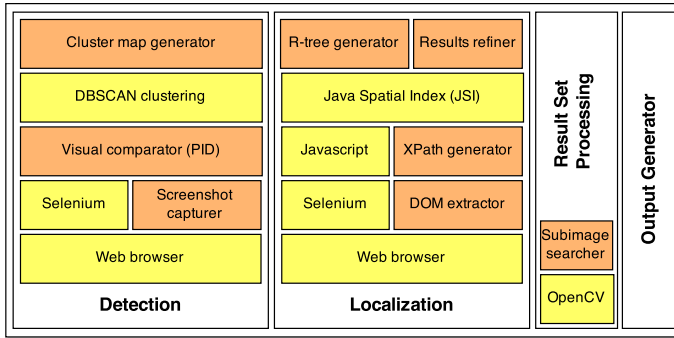 Cluster map generator
DBSCAN clustering
Visual comparator (PID)
Selenium
Screenshot
capturer
Web browser
Detection
R-tree generator
Results refiner
Java Spatial Index (JSI)
Javascript
XPath generator
Selenium
DOM extractor
Web browser
Localization
Result Set
Processing
Subimage
searcher
OpenCV
Output Generator